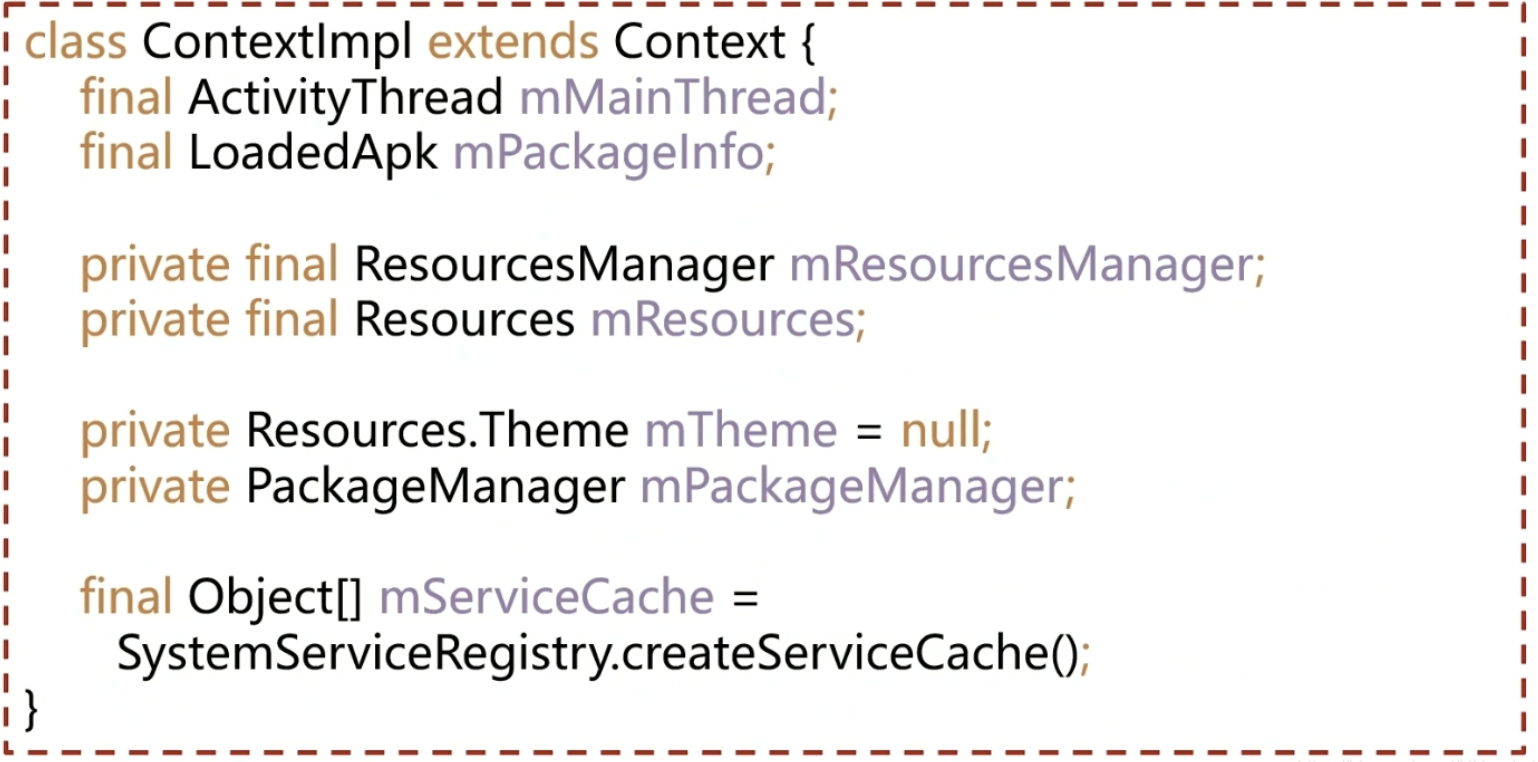 class ContextImpl extends Context {
final ActivityThread mMainThread;
final LoadedApk mPackageInfo;
private final ResourcesManager mResourcesManager;
private final Resources mResources;
private Resources.Theme mTheme = null;
private PackageManager mPackageManager;
final Object[] mServiceCache =
SystemServiceRegistry.createServiceCache();
}